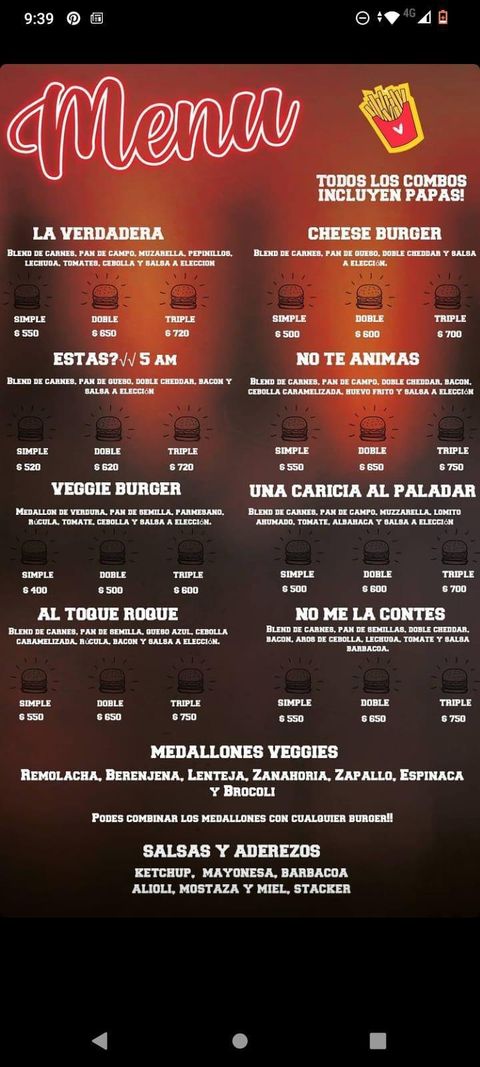 9:39
4G
Menu
TODOS LOS COMBOS
INCLUYEN PAPAS!
LA VERDADERA
BLEND DE CARNES, PAN DE CAMPO, MUZARELLA, PEPINILLOS,
LECHUGA, TOMATES, CEBOLLA Y SALSA A ELECCION
SIMPLE DOBLE TRIPLE
$ 550 $ 650 $ 720
CHEESE BURGER
BLEND DE CARNES, PAN DE QUESO, DOBLE CHEDDAR Y SALSA
A ELECCIÓN.
SIMPLE DOBLE TRIPLE
$ 500 $ 600 $ 700
ESTAS?√√ 5 AM
BLEND DE CARNES, PAN DE QUESO, DOBLE CHEDDAR, BACON Y
SALSA A ELECCIÓN
SIMPLE DOBLE TRIPLE
$ 520 $ 620 $ 720
NO TE ANIMAS
BLEND DE CARNES, PAN DE CAMPO, DOBLE CHEDDAR, BACON,
CEBOLLA CARAMELIZADA, HUEVO FRITO Y SALSA A ELECCIÓN
SIMPLE DOBLE TRIPLE
$ 550 $ 650 $ 750
VEGGIE BURGER
MEDALLON DE VERDURA, PAN DE SEMILLA, PARMESANO,
RÚCULA, TOMATE, CEBOLLA Y SALSA A ELECCIÓN.
SIMPLE DOBLE TRIPLE
$ 400 $ 500 $ 600
UNA CARICIA AL PALADAR
BLEND DE CARNES, PAN DE CAMPO, MUZZARELLA, LOMITO
AHUMADO, TOMATE, ALBAHACA Y SALSA A ELECCIÓN
SIMPLE DOBLE TRIPLE
$ 500 $ 600 $ 700
AL TOQUE ROQUE
BLEND DE CARNES, PAN DE SEMILLA, QUESO AZUL, CEBOLLA
CARAMELIZADA, RÚCULA, BACON Y SALSA A ELECCIÓN.
SIMPLE DOBLE TRIPLE
$ 550 $ 650 $ 750
NO ME LA CONTES
BLEND DE CARNES, PAN DE SEMILLAS, DOBLE CHEDDAR,
BACON, AROS DE CEBOLLA, LECHUGA, TOMATE Y SALSA
BARBACOA.
SIMPLE DOBLE TRIPLE
$ 550 $ 650 $ 750
MEDALLONES VEGGIES
REMOLACHA, BERENJENA, LENTEJA, ZANAHORIA, ZAPALLO, ESPINACA
Y BROCOLI
PODES COMBINAR LOS MEDALLONES CON CUALQUIER BURGER!!
SALSAS Y ADEREZOS
KETCHUP, MAYONESA, BARBACOA
ALIOLI, MOSTAZA Y MIEL, STACKER